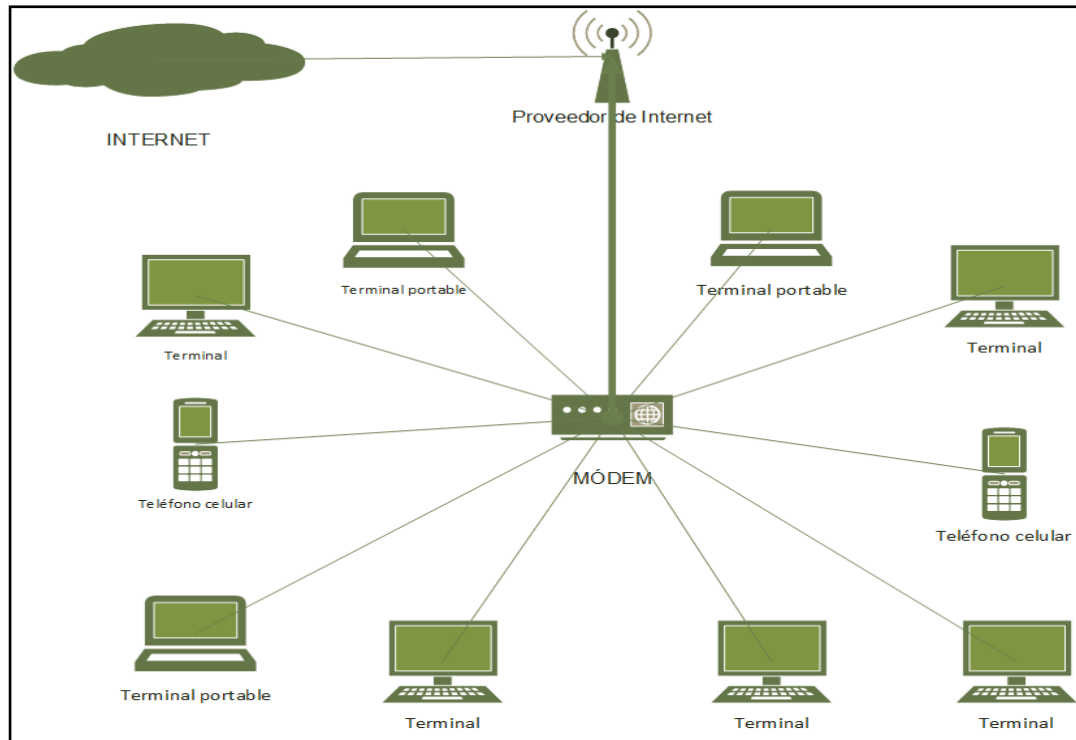 Proveedor de Internet
INTERNET
Terminal portable
Terminal portable
Terminal
Terminal
MÓDEM
Teléfono celular
Teléfono celular
Terminal portable
Terminal
Terminal
Terminal